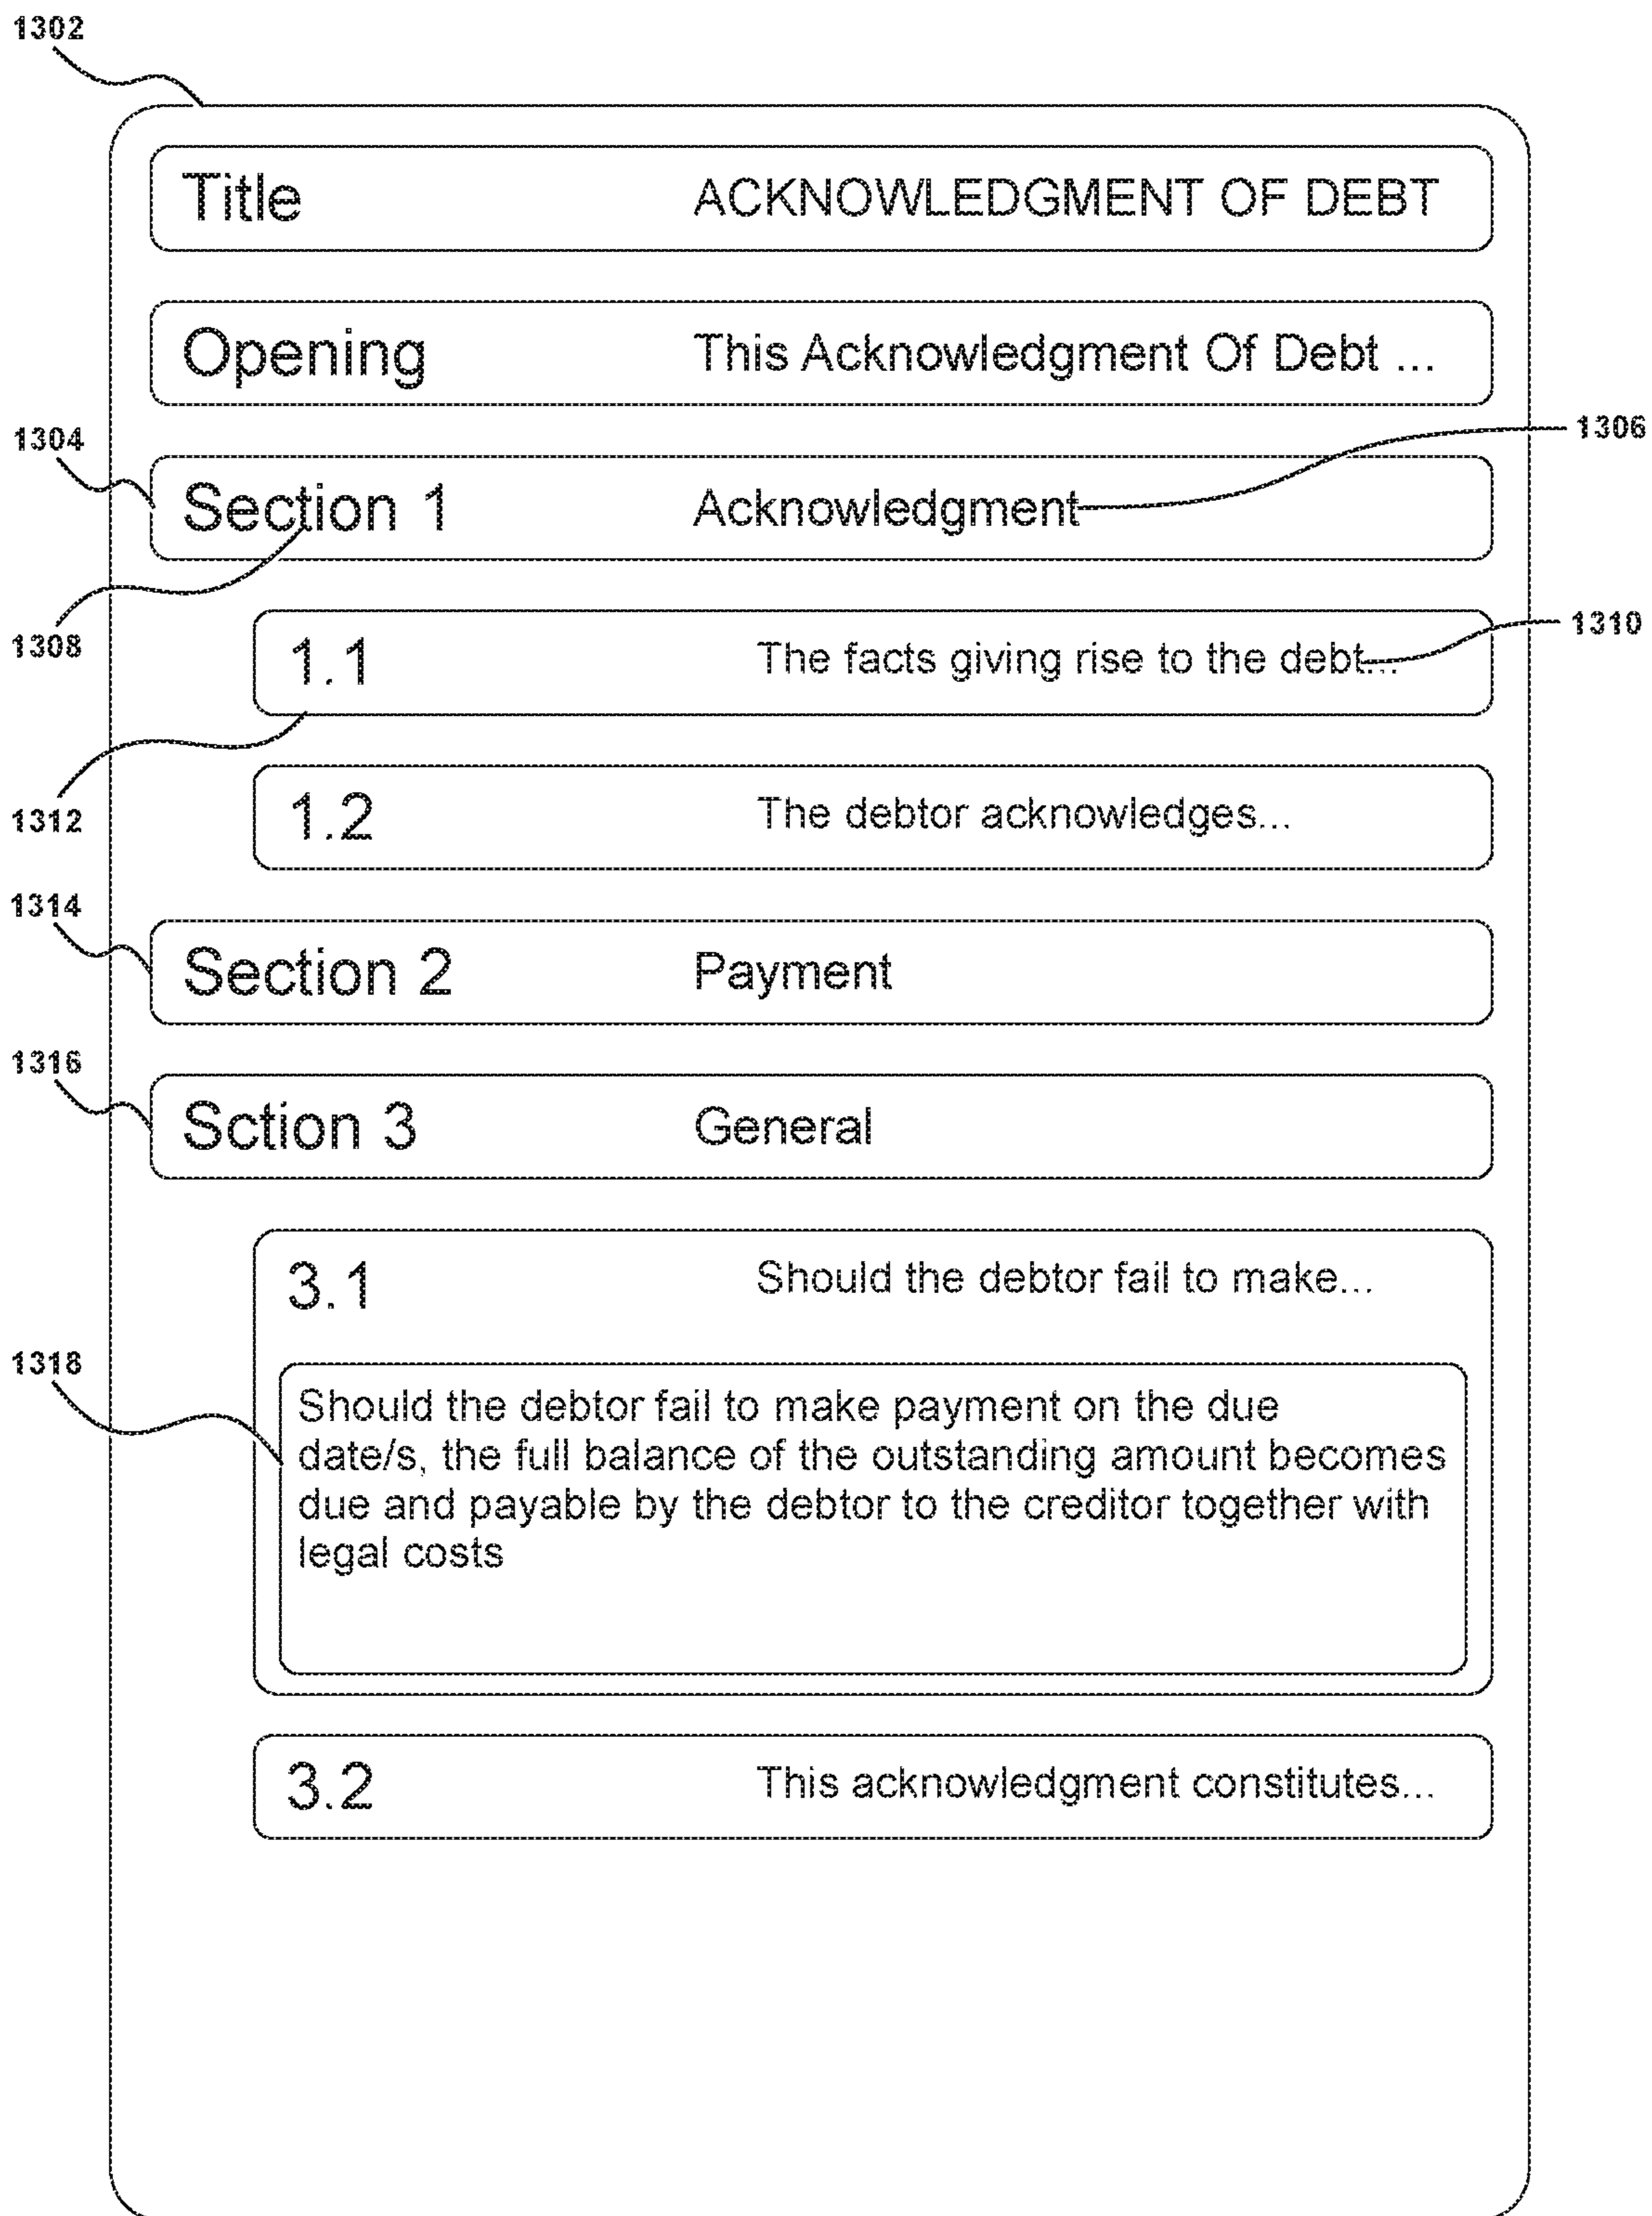 1302
Title ACKNOWLEDGMENT OF DEBT
Opening This Acknowledgment Of Debt ...
1304
1306
Section 1 Acknowledgment
1308
1310
1.1 The facts giving rise to the debt...
1312
1.2 The debtor acknowledges...
1314
Section 2 Payment
1316
Sction 3 General
3.1 Should the debtor fail to make...
1318
Should the debtor fail to make payment on the due
date/s, the full balance of the outstanding amount becomes
due and payable by the debtor to the creditor together with
legal costs
3.2 This acknowledgment constitutes...